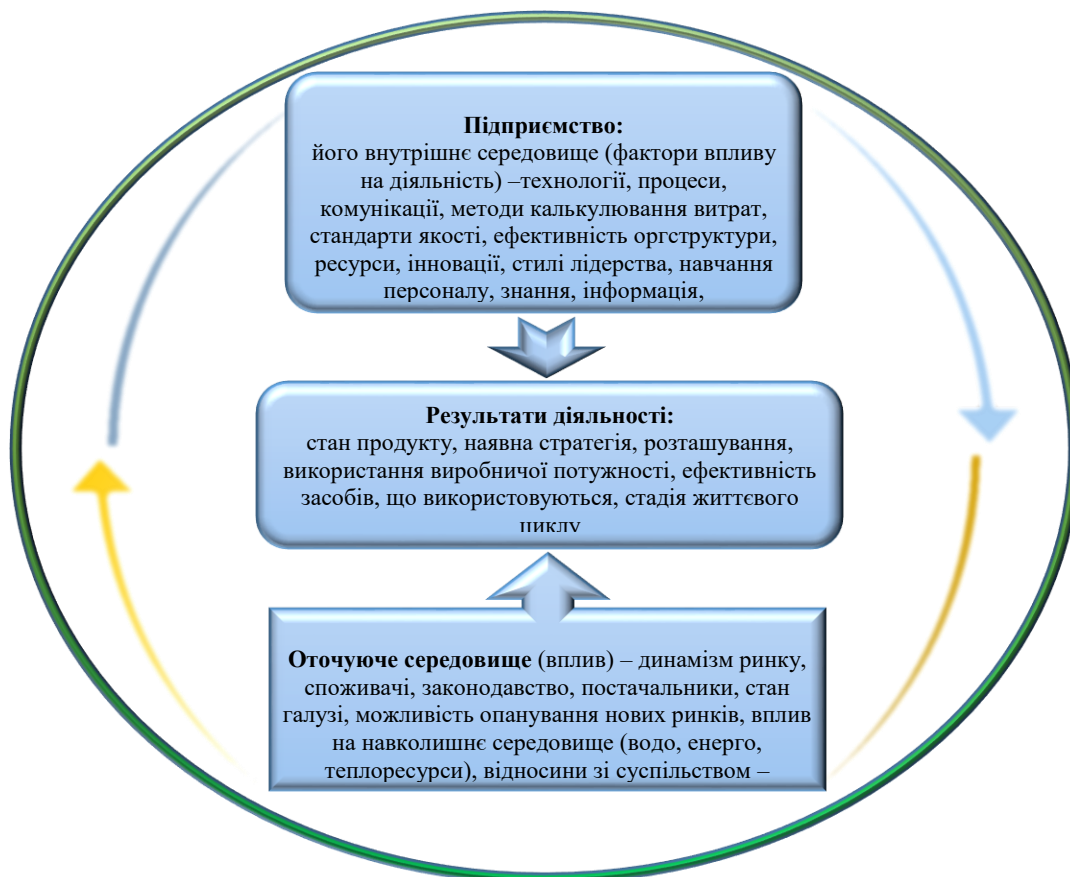 Підприємство:
його внутрішнє середовище (фактори впливу
на діяльність) –технології, процеси,
комунікації, методи калькулювання витрат,
стандарти якості, ефективність оргструктури,
ресурси, інновації, стилі лідерства, навчання
персоналу, знання, інформація,
Результати діяльності:
стан продукту, наявна стратегія, розташування,
використання виробничої потужності, ефективність
засобів, що використовуються, стадія життєвого
циклу
Оточуюче середовище (вплив) – динамізм ринку,
споживачі, законодавство, постачальники, стан
галузі, можливість опанування нових ринків, вплив
на навколишнє середовище (водо, енерго,
теплоресурси), відносини зі суспільством –